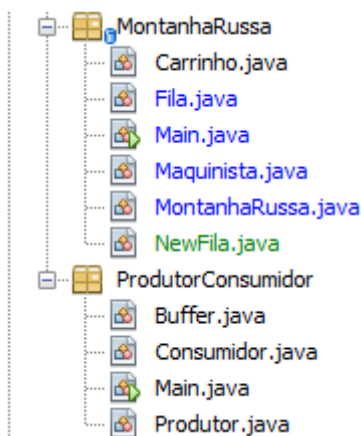 MontanhaRussa
Carrinho.java
Fila.java
Main.java
Maquinista.java
MontanhaRussa.java
NewFila.java
ProdutorConsumidor
Buffer.java
Consumidor.java
Main.java
Produtor.java